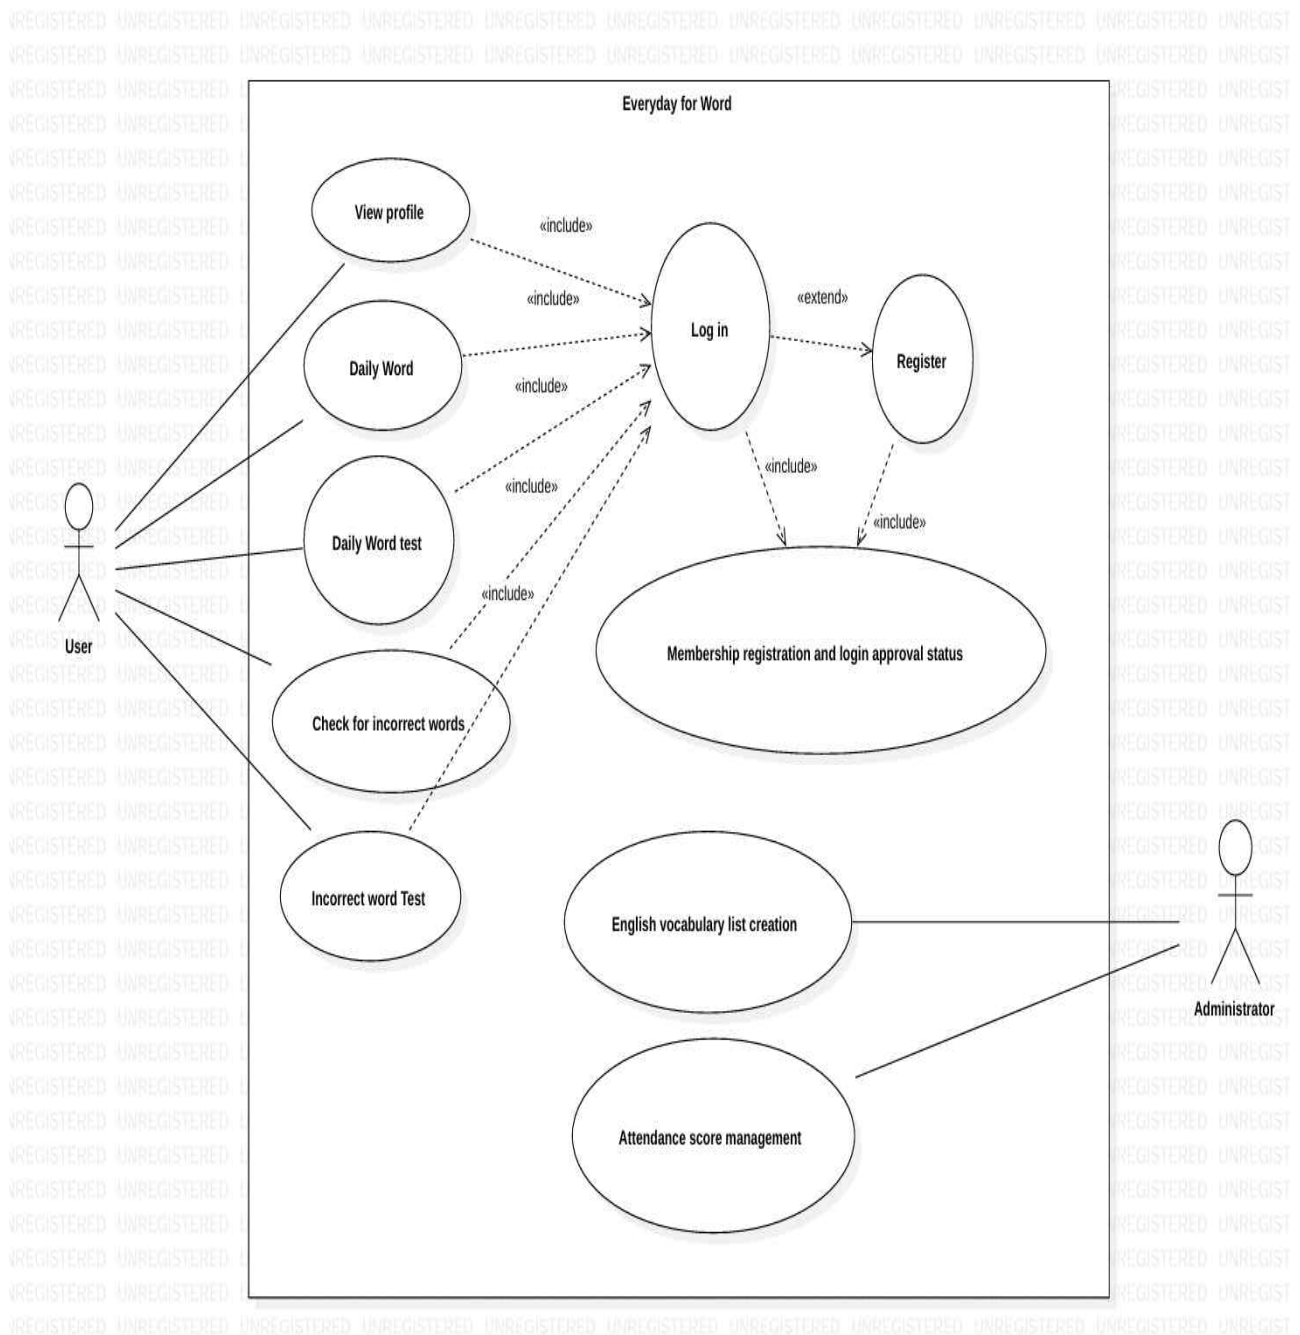 Everyday for Word
View profile
«include»
«include»
Log in
«extend»
Register
Daily Word
«include»
«include»
«include»
«include»
Daily Word test
«include»
User
Membership registration and login approval status
Check for incorrect words
Incorrect word Test
English vocabulary list creation
Administrator
Attendance score management
UNREGISTERED